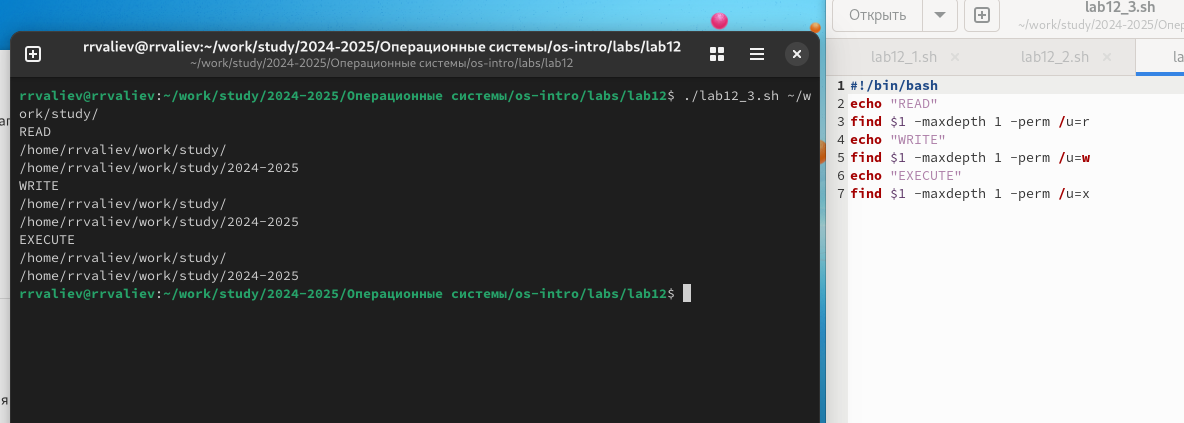 rrvaliev@rrvaliev:~/work/study/2024-2025/Операционные системы/os-intro/labs/lab12
~/work/study/2024-2025/Операционные системы/os-intro/labs/lab12
rrvaliev@rrvaliev:~/work/study/2024-2025/Операционные системы/os-intro/labs/lab12$ ./lab12_3.sh ~/w
ork/study/
READ
/home/rrvaliev/work/study/
/home/rrvaliev/work/study/2024-2025
WRITE
/home/rrvaliev/work/study/
/home/rrvaliev/work/study/2024-2025
EXECUTE
/home/rrvaliev/work/study/
/home/rrvaliev/work/study/2024-2025
rrvaliev@rrvaliev:~/work/study/2024-2025/Операционные системы/os-intro/labs/lab12$
Открыть
lab12_3.sh
~/work/study/2024-2025/Опер
lab12_1.sh
lab12_2.sh
la
1 #!/bin/bash
2 echo "READ"
3 find $1 -maxdepth 1 -perm /u=r
4 echo "WRITE"
5 find $1 -maxdepth 1 -perm /u=w
6 echo "EXECUTE"
7 find $1 -maxdepth 1 -perm /u=x